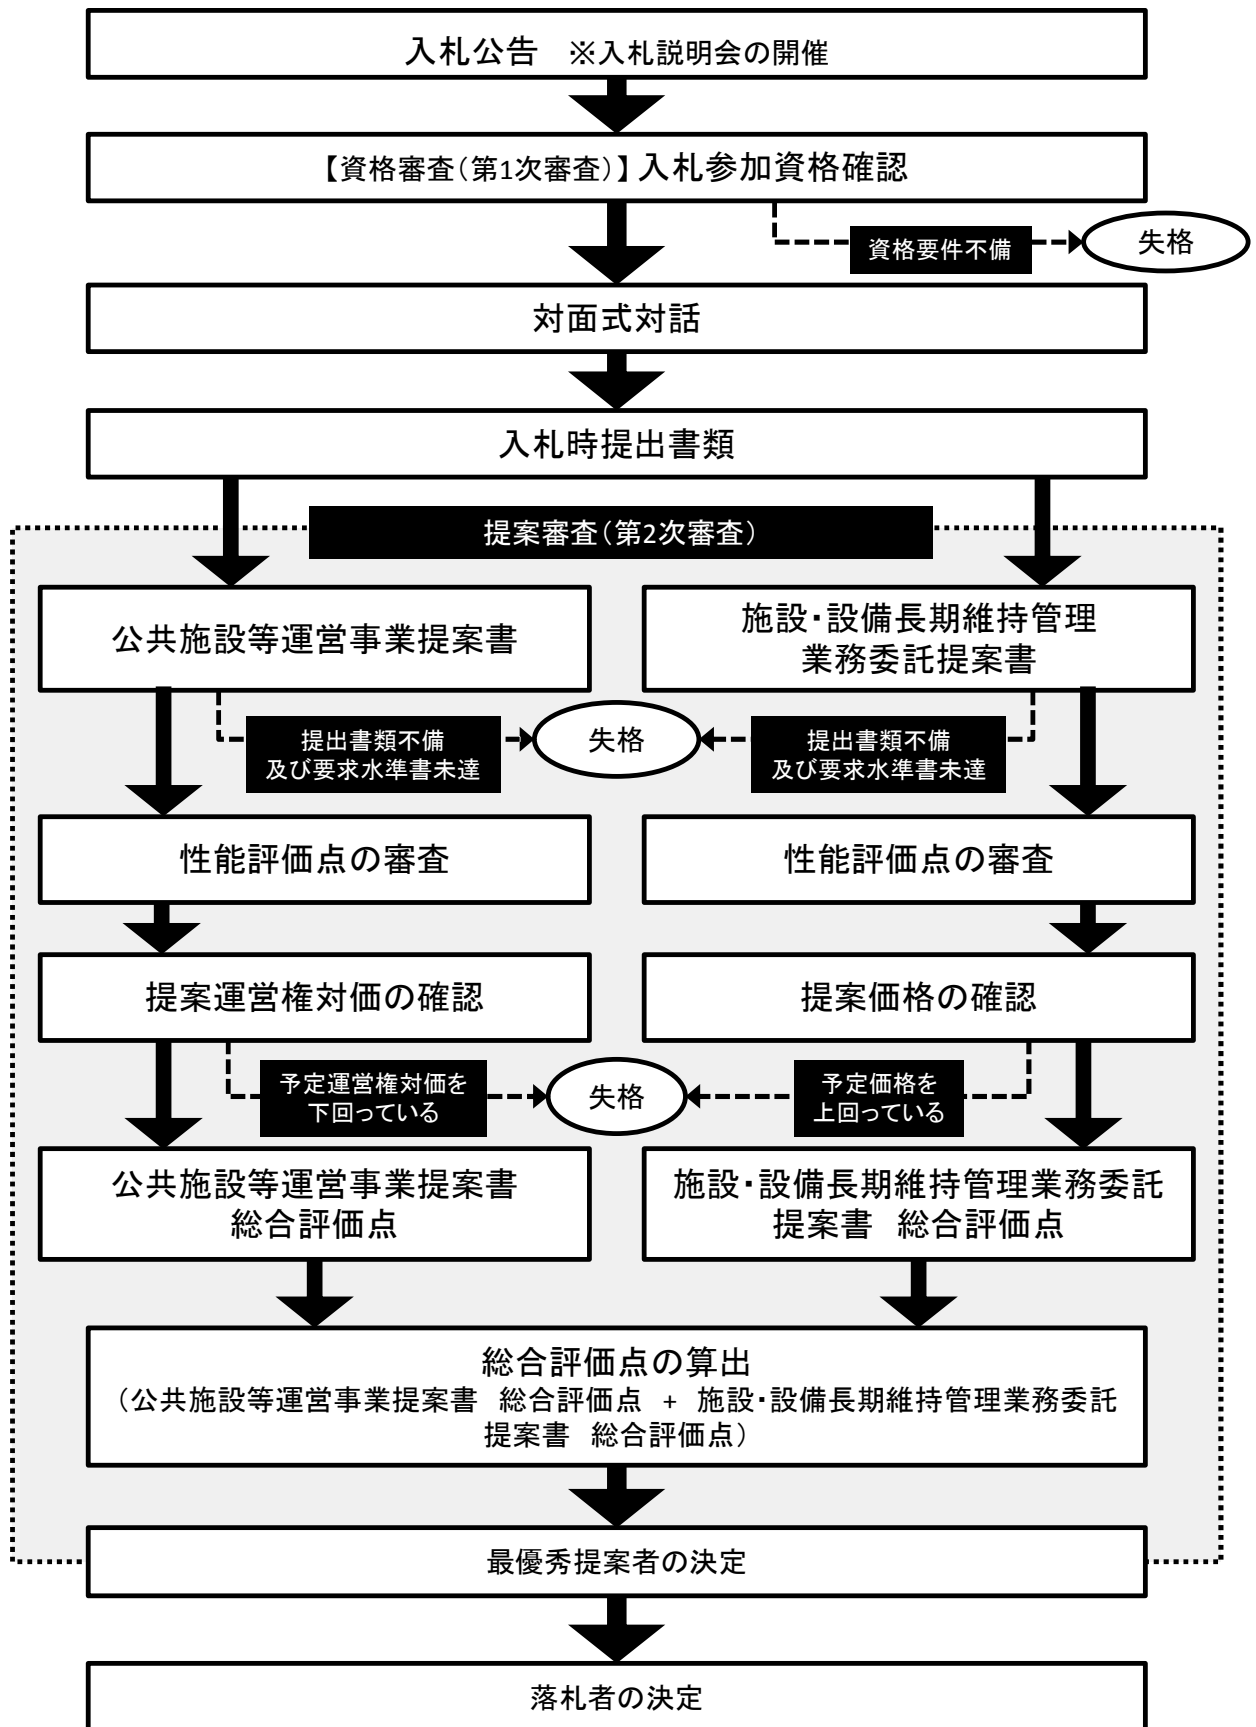 入札公告　※入札説明会の開催
【資格審査（第1次審査）】入札参加資格確認
資格要件不備
失格
対面式対話
入札時提出書類
提案審査（第2次審査）
公共施設等運営事業提案書
施設・設備長期維持管理
業務委託提案書
提出書類不備
及び要求水準書未達
失格
提出書類不備
及び要求水準書未達
性能評価点の審査
性能評価点の審査
提案運営権対価の確認
提案価格の確認
予定運営権対価を
下回っている
失格
予定価格を
上回っている
公共施設等運営事業提案書
総合評価点
施設・設備長期維持管理業務委託
提案書　総合評価点
総合評価点の算出
（公共施設等運営事業提案書　総合評価点　+　施設・設備長期維持管理業務委託
提案書　総合評価点）
最優秀提案者の決定
落札者の決定